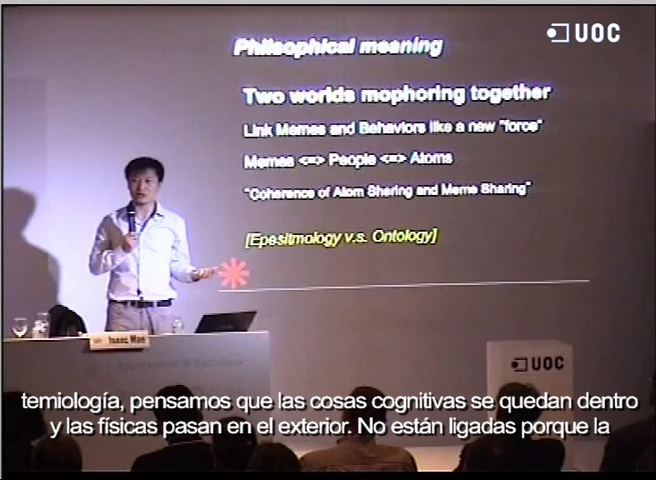 Philsophical meaning
UOC
Two worlds mophoring together
Link Memes and Behaviors like a new "force"
Memes <=> People <=> Atoms
"Coherence of Atom Sharing and Meme Sharing"
[Epesitmology v.s. Ontology]
Isaac Mao
UOC
temiología, pensamos que las cosas cognitivas se quedan dentro
y las físicas pasan en el exterior. No están ligadas porque la